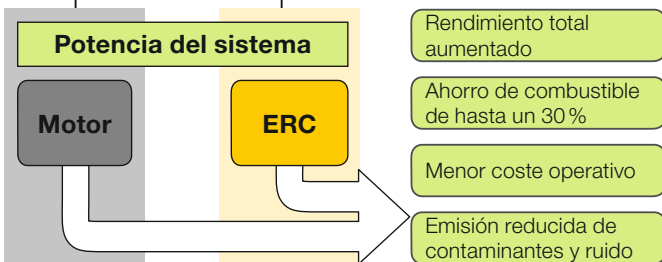 Potencia del sistema
Motor
ERC
Rendimiento total
aumentado
Ahorro de combustible
de hasta un 30 %
Menor coste operativo
Emisión reducida de
contaminantes y ruido